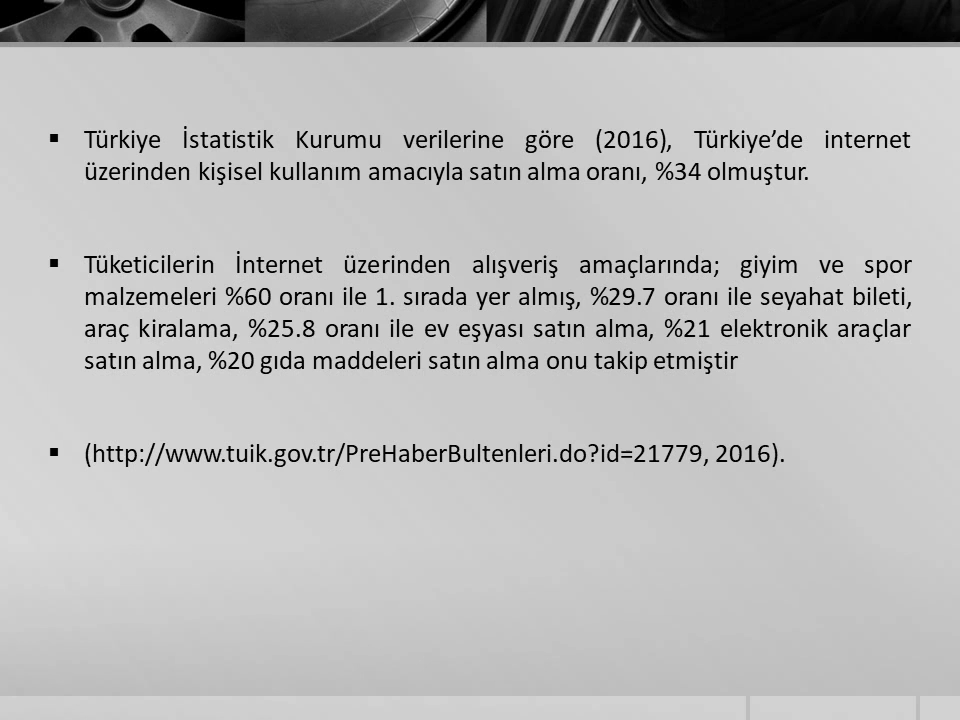 ▪ Türkiye İstatistik Kurumu verilerine göre (2016), Türkiye’de internet
üzerinden kişisel kullanım amacıyla satın alma oranı, %34 olmuştur.
▪ Tüketicilerin İnternet üzerinden alışveriş amaçlarında; giyim ve spor
malzemeleri %60 oranı ile 1. sırada yer almış, %29.7 oranı ile seyahat bileti,
araç kiralama, %25.8 oranı ile ev eşyası satın alma, %21 elektronik araçlar
satın alma, %20 gıda maddeleri satın alma onu takip etmiştir
▪ (http://www.tuik.gov.tr/PreHaberBultenleri.do?id=21779, 2016).